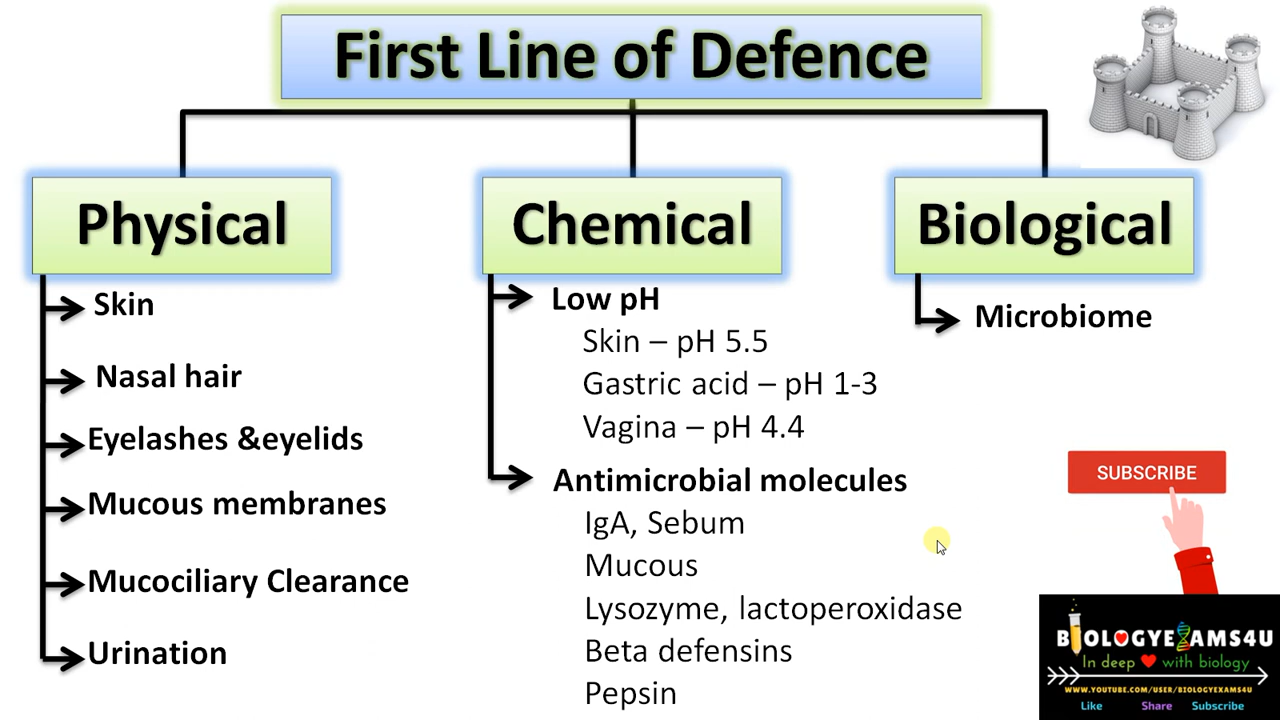 First Line of Defence
Physical
Skin
Nasal hair
Eyelashes &eyelids
Mucous membranes
Mucociliary Clearance
Urination
Chemical
Low pH
Skin – pH 5.5
Gastric acid – pH 1-3
Vagina – pH 4.4
Antimicrobial molecules
IgA, Sebum
Mucous
Lysozyme, lactoperoxidase
Beta defensins
Pepsin
Biological
Microbiome
SUBSCRIBE
BIOLOGYEXAMS4U
In deep ❤ with biology
WWW.YOUTUBE.COM/USER/BIOLOGYEXAMS4U
Like Share Subscribe